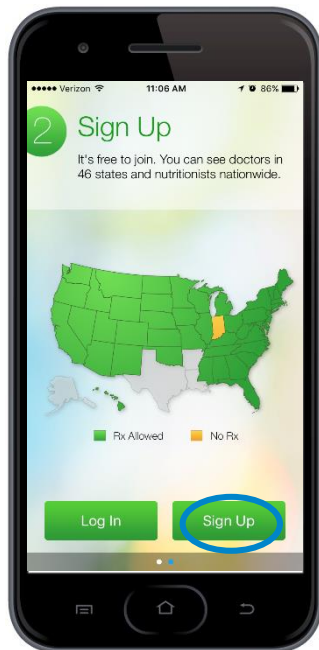 ●●●●● Verizon 11:06 AM 86%
2 Sign Up
It's free to join. You can see doctors in
46 states and nutritionists nationwide.
Rx Allowed No Rx
Log In Sign Up